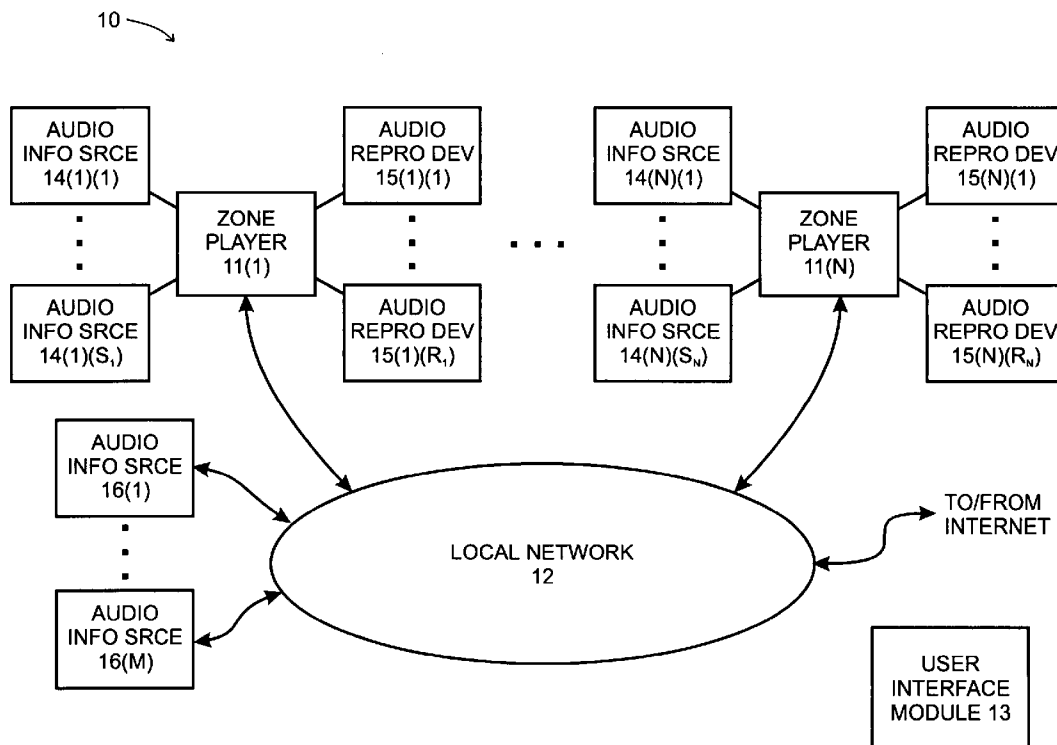 10
AUDIO
INFO SRCE
14(1)(1)
AUDIO
REPRO DEV
15(1)(1)
AUDIO
INFO SRCE
14(N)(1)
AUDIO
REPRO DEV
15(N)(1)
ZONE
PLAYER
11(1)
ZONE
PLAYER
11(N)
AUDIO
INFO SRCE
14(1)(S₁)
AUDIO
REPRO DEV
15(1)(R₁)
AUDIO
INFO SRCE
14(N)(S_N)
AUDIO
REPRO DEV
15(N)(R_N)
AUDIO
INFO SRCE
16(1)
AUDIO
INFO SRCE
16(M)
LOCAL NETWORK
12
TO/FROM
INTERNET
USER
INTERFACE
MODULE 13